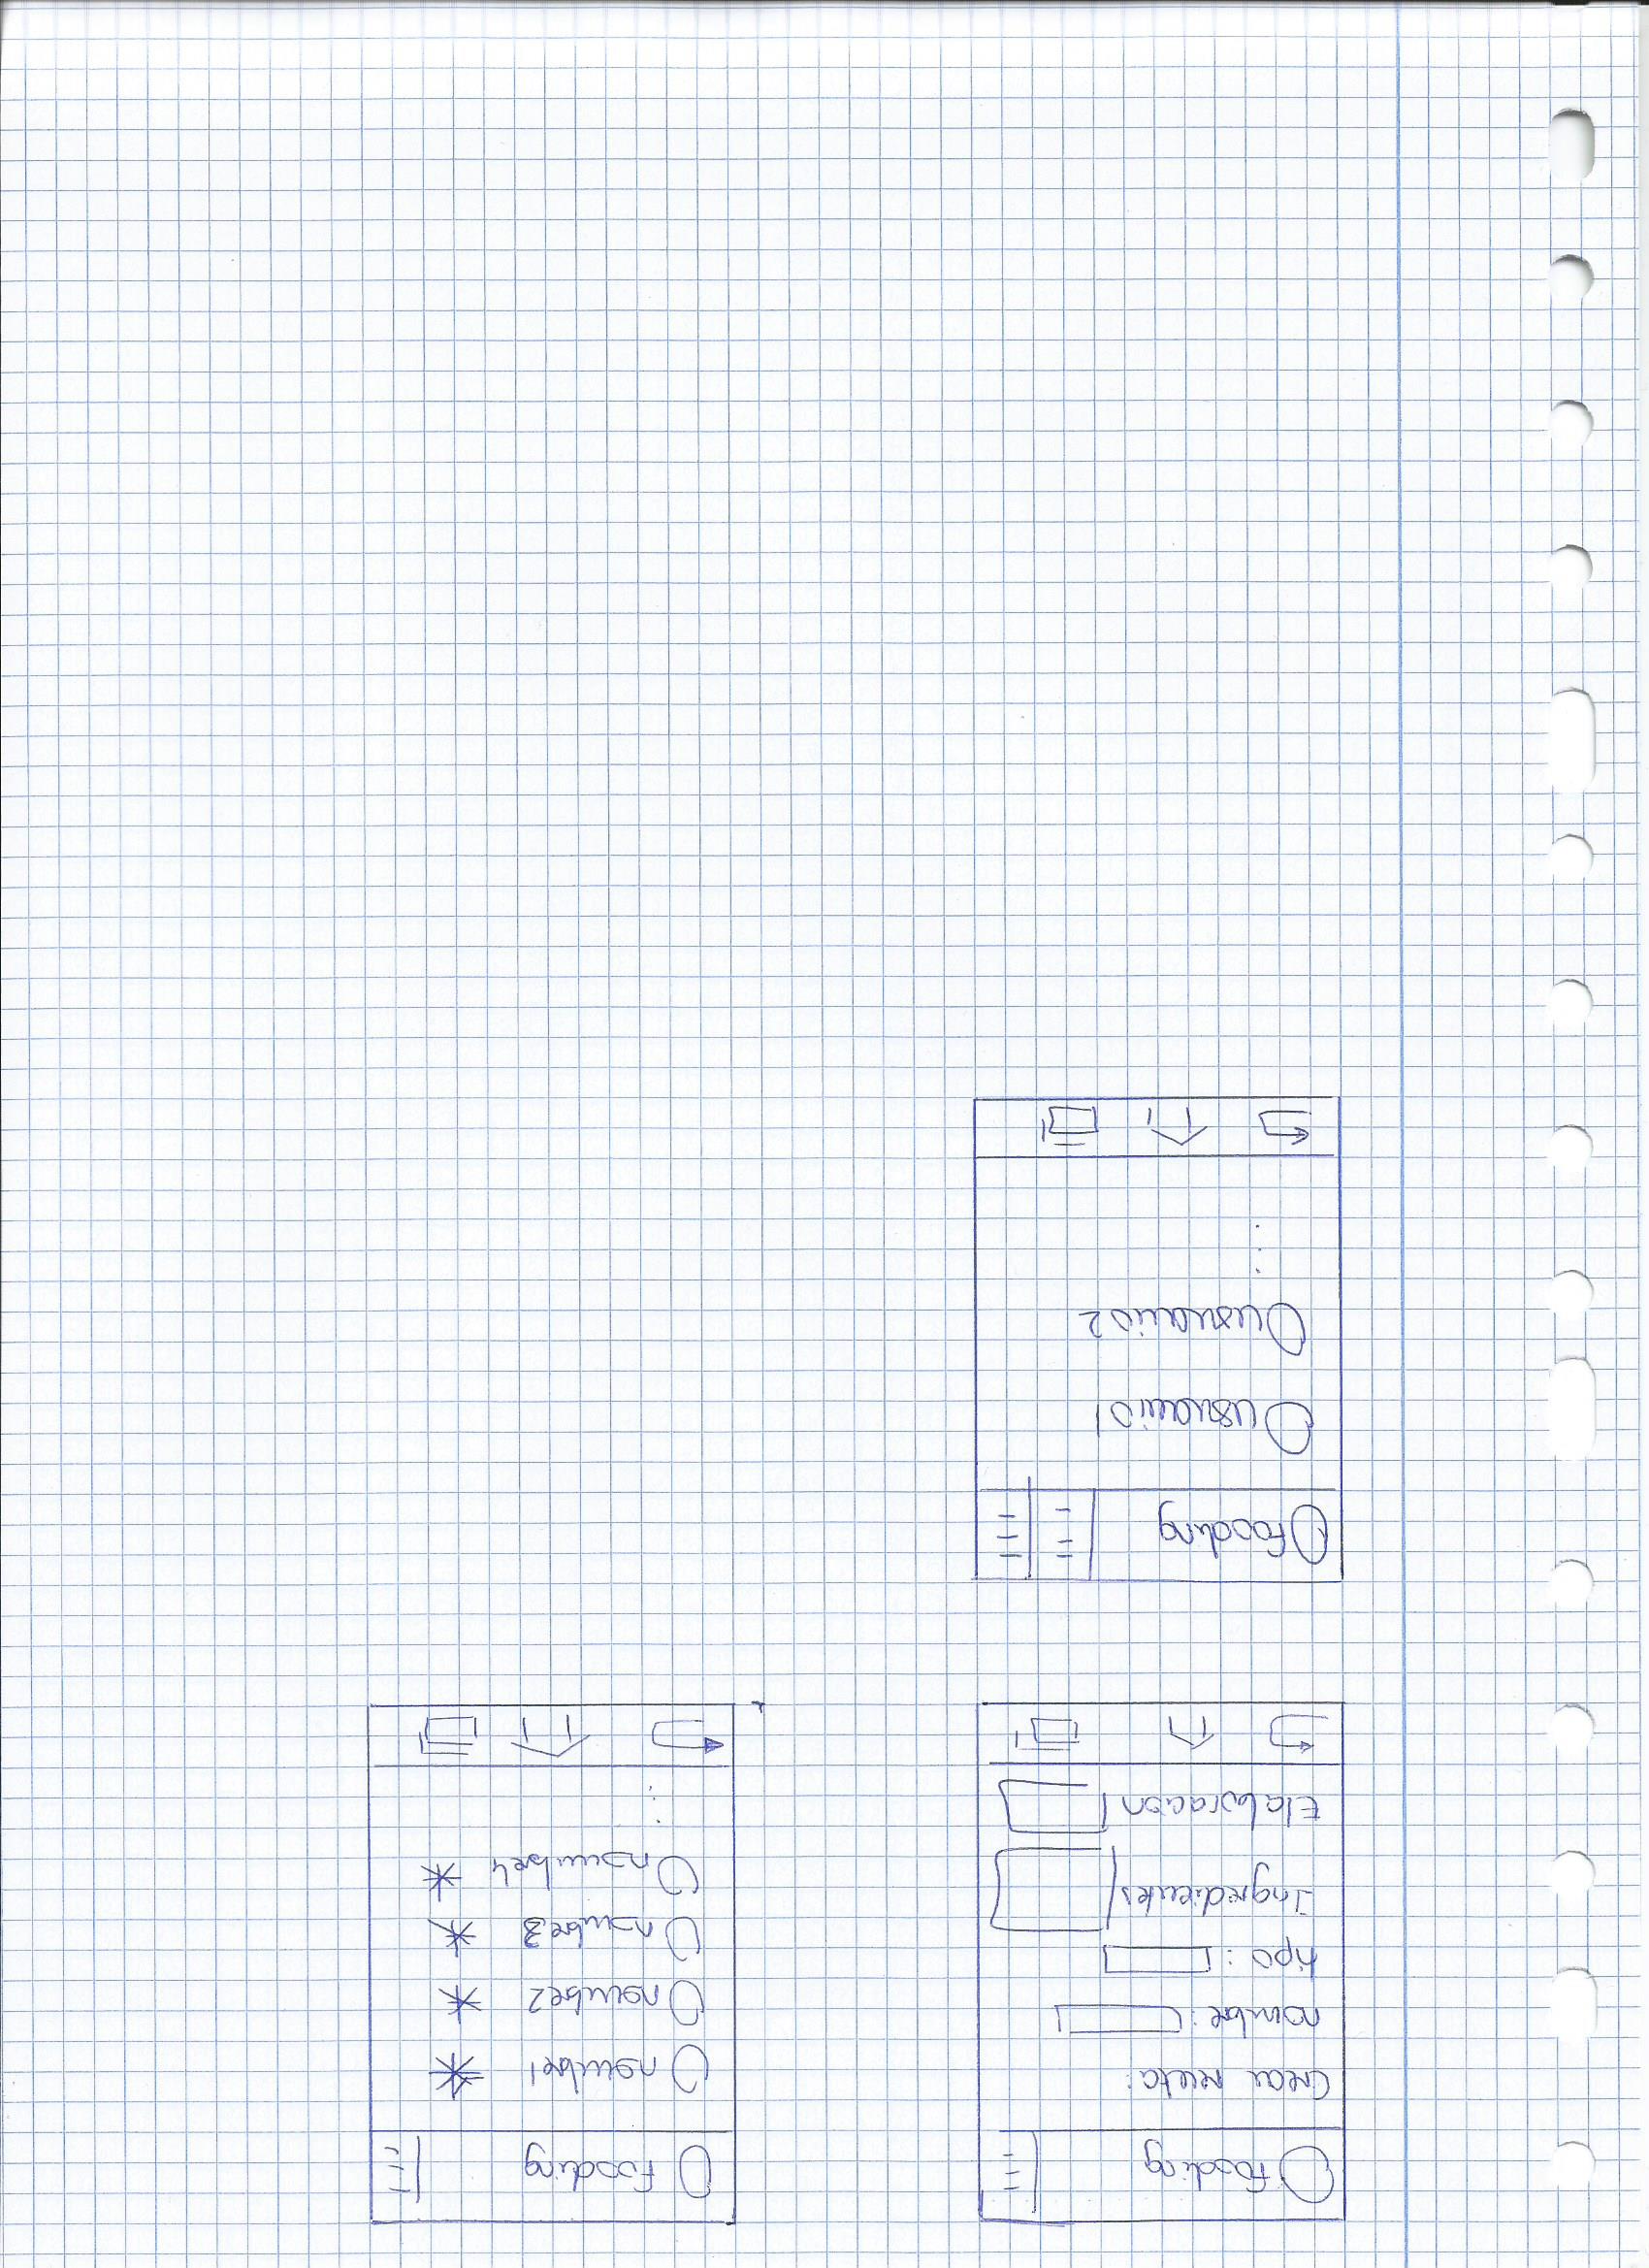 fooding
Crear receta:
nombre:
tipo:
Ingredientes
Elaboracion
fooding
nombre1
nombre2
nombre3
nombre4
fooding
usuario1
usuario2